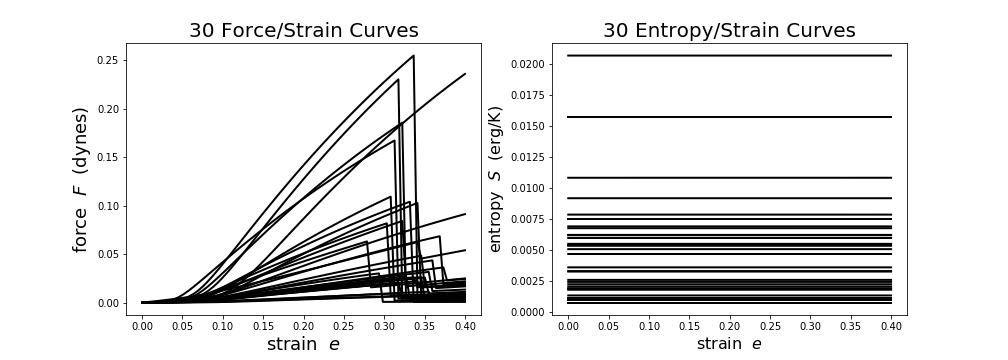 30 Force/Strain Curves
force F (dynes)
0.25
0.20
0.15
0.10
0.05
0.00
0.00 0.05 0.10 0.15 0.20 0.25 0.30 0.35 0.40
strain e
30 Entropy/Strain Curves
entropy S (erg/K)
0.0200
0.0175
0.0150
0.0125
0.0100
0.0075
0.0050
0.0025
0.0000
0.00 0.05 0.10 0.15 0.20 0.25 0.30 0.35 0.40
strain e